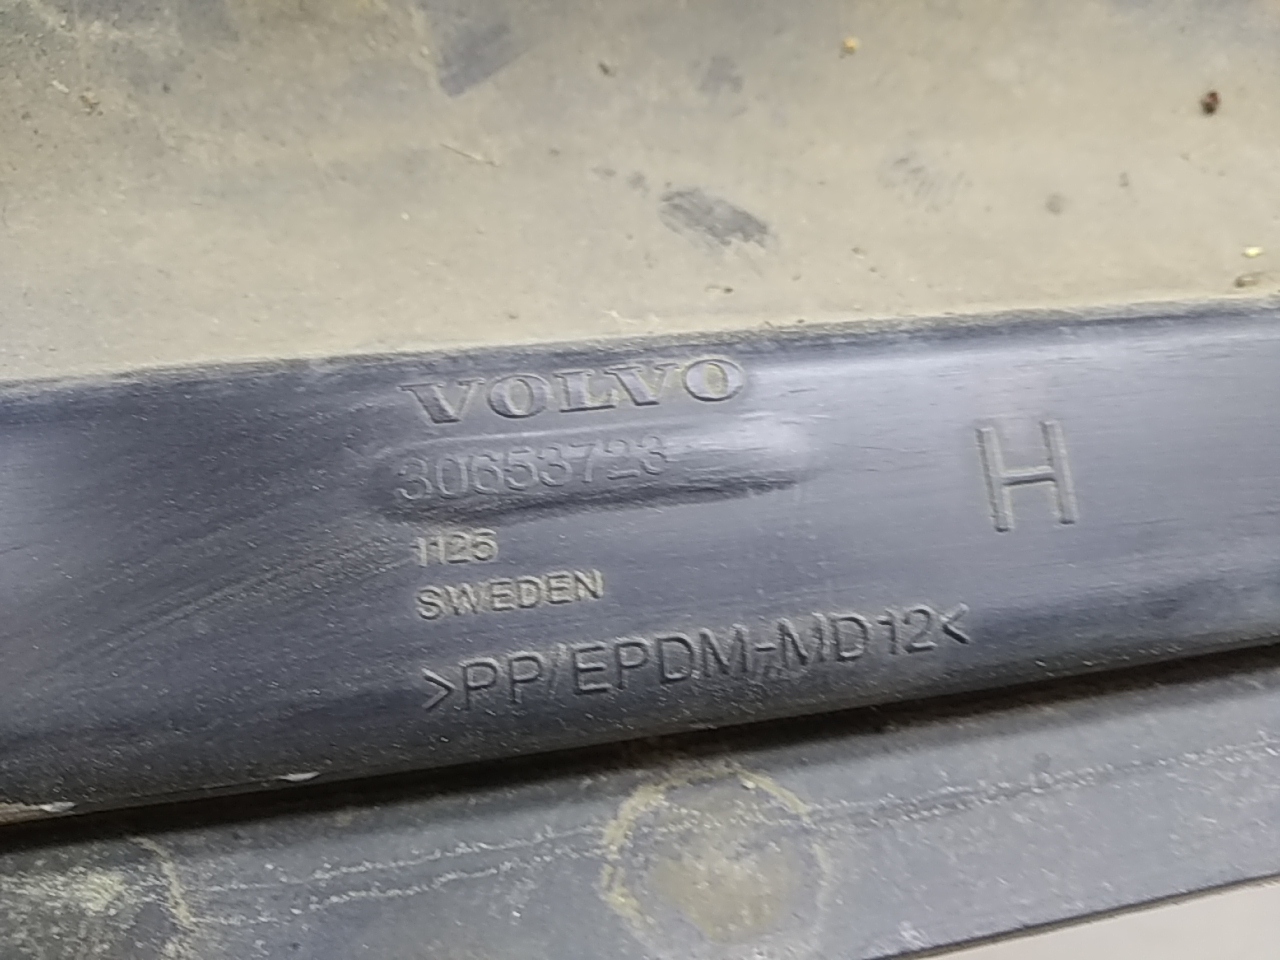 VOLVO
30653723
H
1125
SWEDEN
>PP/EPDM-MD12<